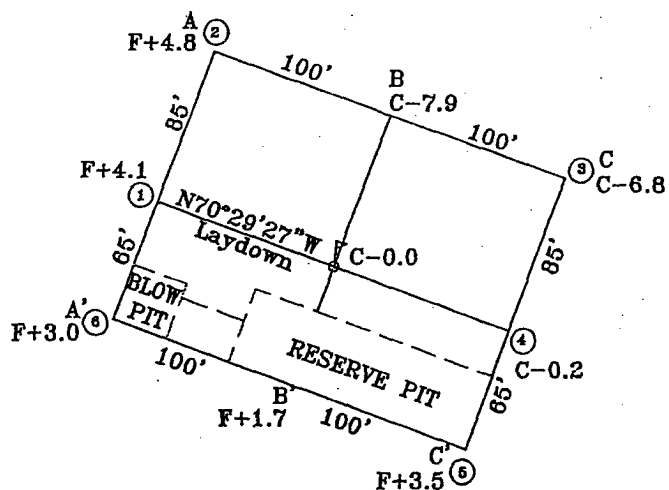 A
②
F+4.8
100'
B
C-7.9
100'
③ C
C-6.8
85'
F+4.1
①
N70°29'27"W
Laydown
C-0.0
85'
65'
BLOW
PIT
A'
⑥
F+3.0
100'
RESERVE PIT
④
C-0.2
65'
B'
F+1.7
100'
C'
⑤
F+3.5